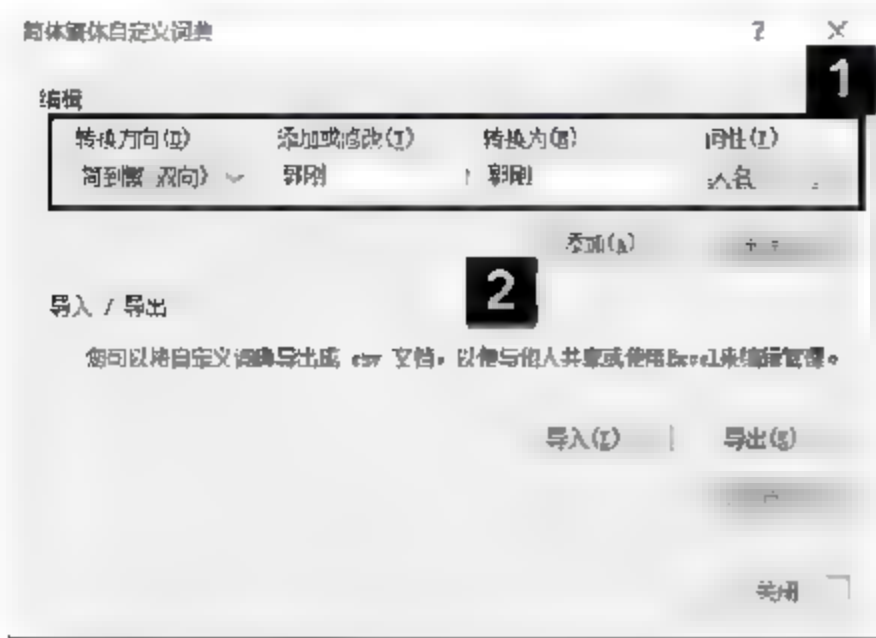 简体繁体自定义词典 ? ×
1
编辑
转换方向(D) 添加或修改(I) 转换为(B) 词性(I)
简到繁 双向) 郭刚 人名
添加(A)
2
导入 / 导出
您可以将自定义词典导出成 csv 文档，以便与他人共享或使用Excel来编辑管理。
导入(I) 导出(E)
关闭